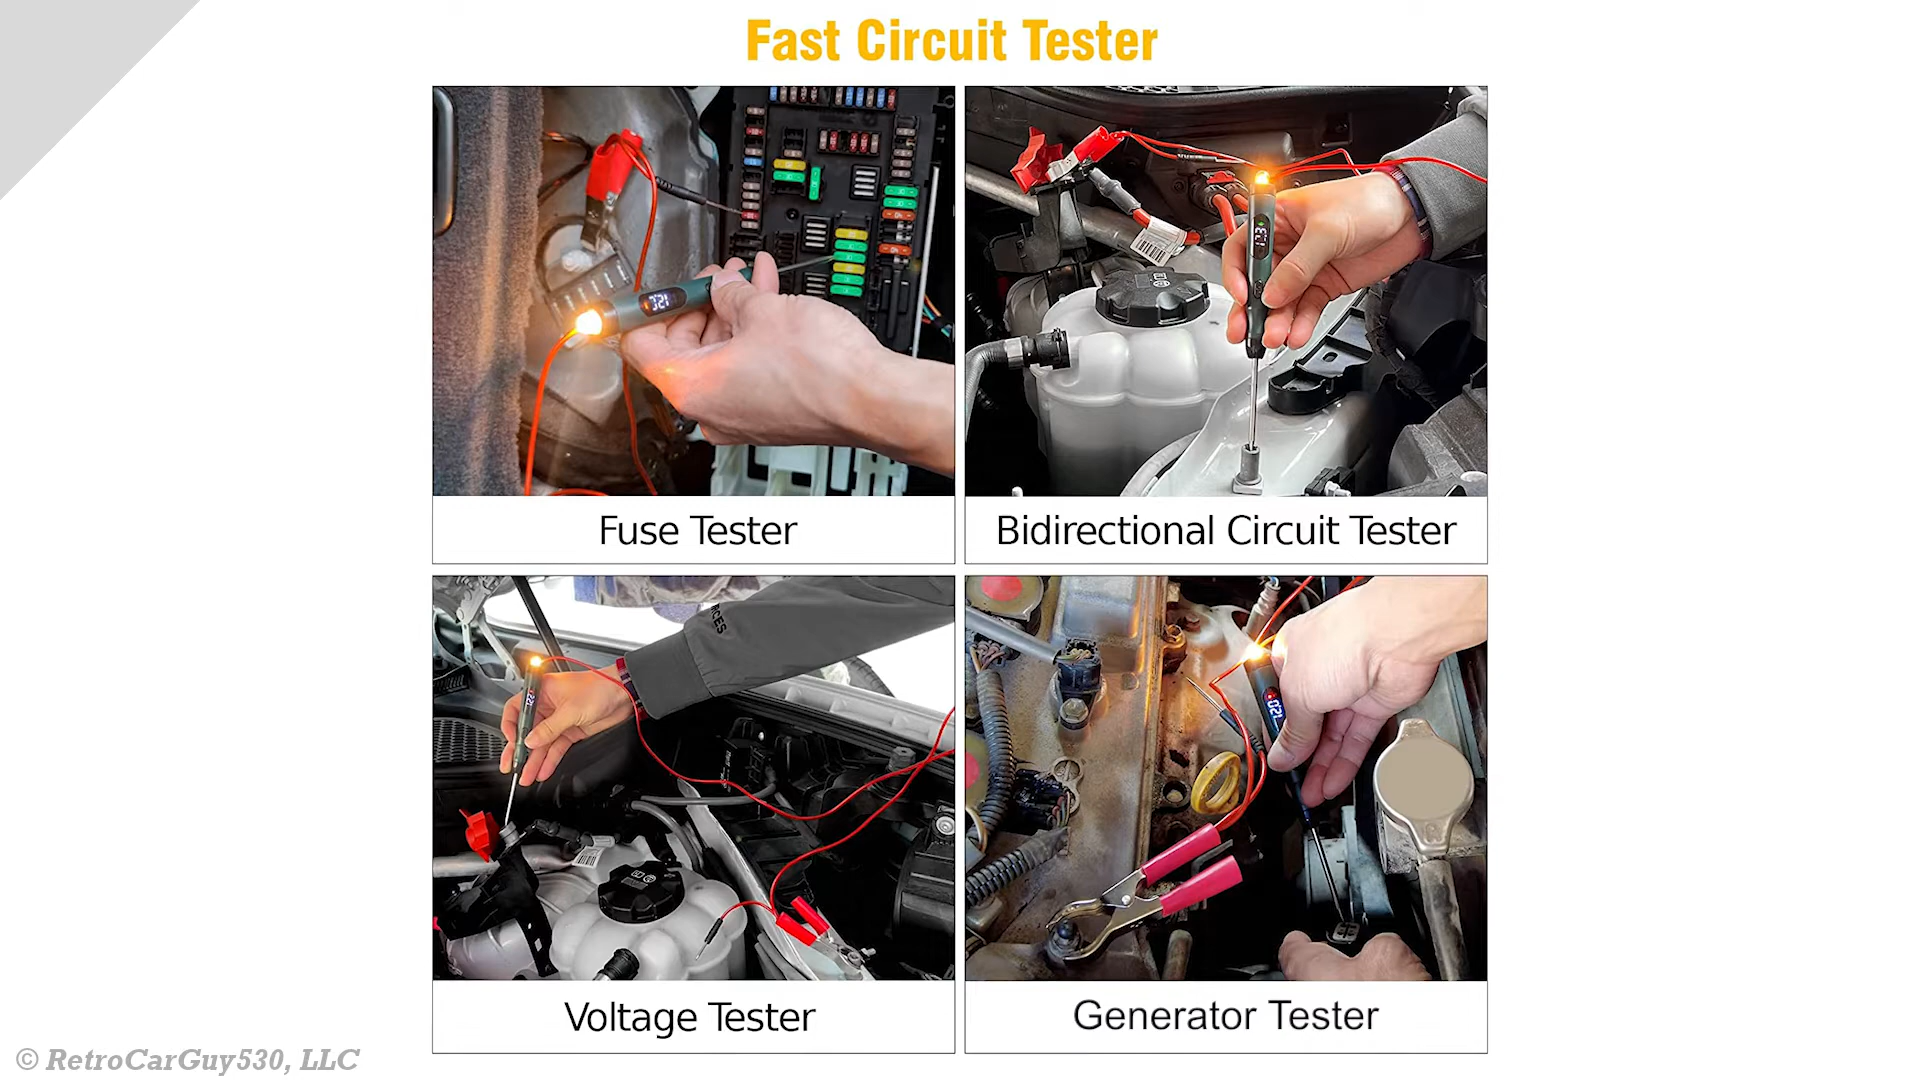 Fast Circuit Tester
Fuse Tester
Bidirectional Circuit Tester
Voltage Tester
Generator Tester
© RetroCarGuy530, LLC